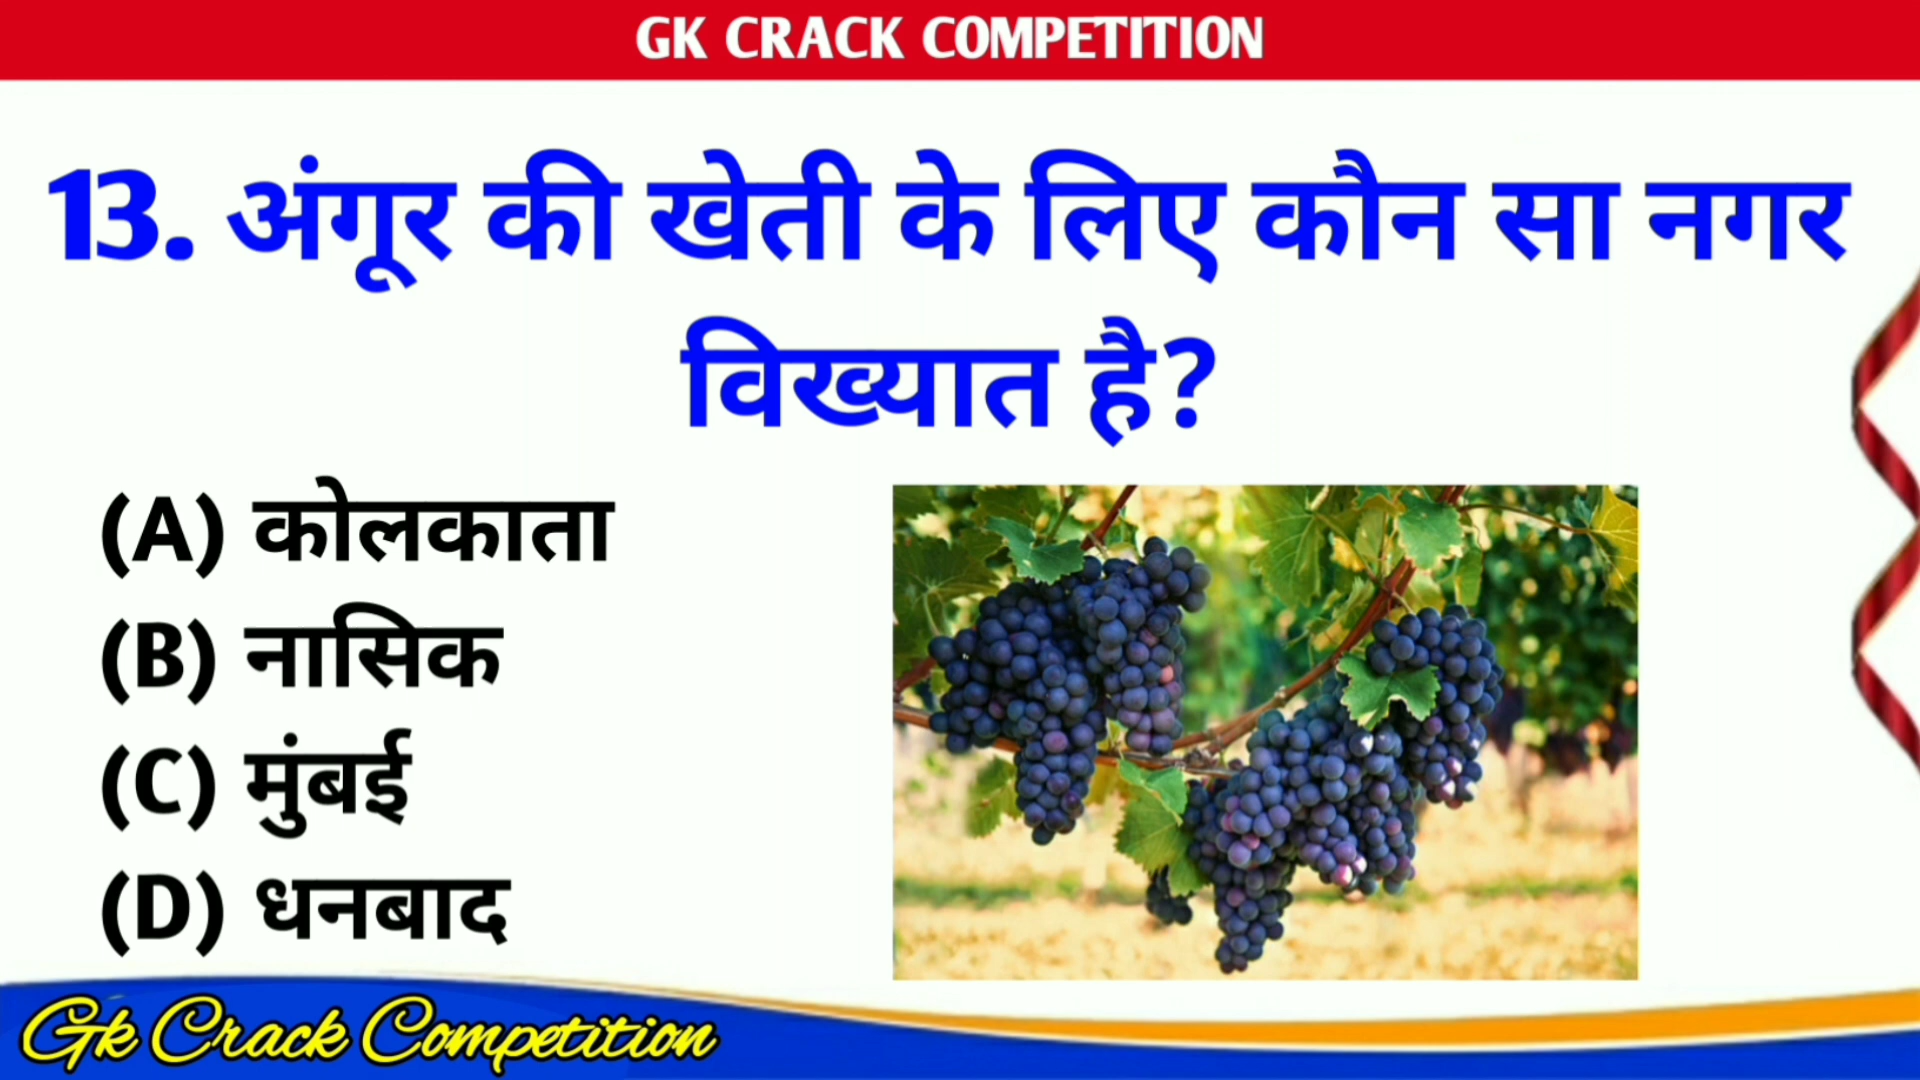 GK CRACK COMPETITION
13. अंगूर की खेती के लिए कौन सा नगर
विख्यात है?
(A) कोलकाता
(B) नासिक
(C) मुंबई
(D) धनबाद
Gk Crack Competition